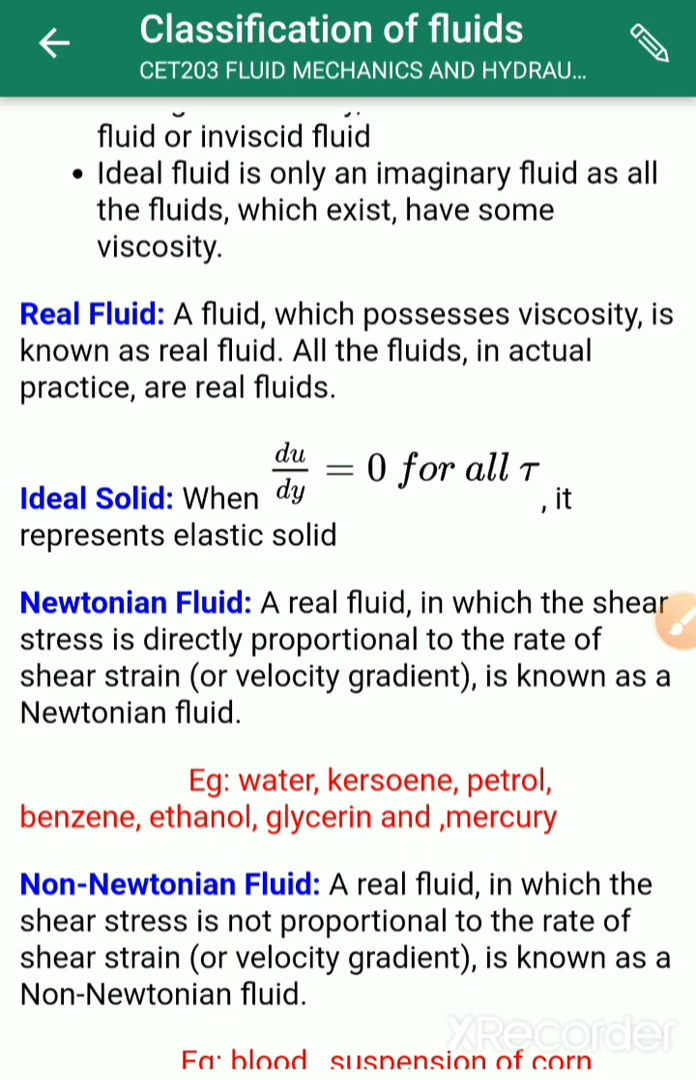 Classification of fluids
CET203 FLUID MECHANICS AND HYDRAU...
fluid or inviscid fluid
• Ideal fluid is only an imaginary fluid as all
the fluids, which exist, have some
viscosity.
Real Fluid: A fluid, which possesses viscosity, is
known as real fluid. All the fluids, in actual
practice, are real fluids.
Ideal Solid: When du/dy = 0 for all τ , it
represents elastic solid
Newtonian Fluid: A real fluid, in which the shear
stress is directly proportional to the rate of
shear strain (or velocity gradient), is known as a
Newtonian fluid.
Eg: water, kersoene, petrol,
benzene, ethanol, glycerin and ,mercury
Non-Newtonian Fluid: A real fluid, in which the
shear stress is not proportional to the rate of
shear strain (or velocity gradient), is known as a
Non-Newtonian fluid.
XRecorder
Eg: blood suspension of corn